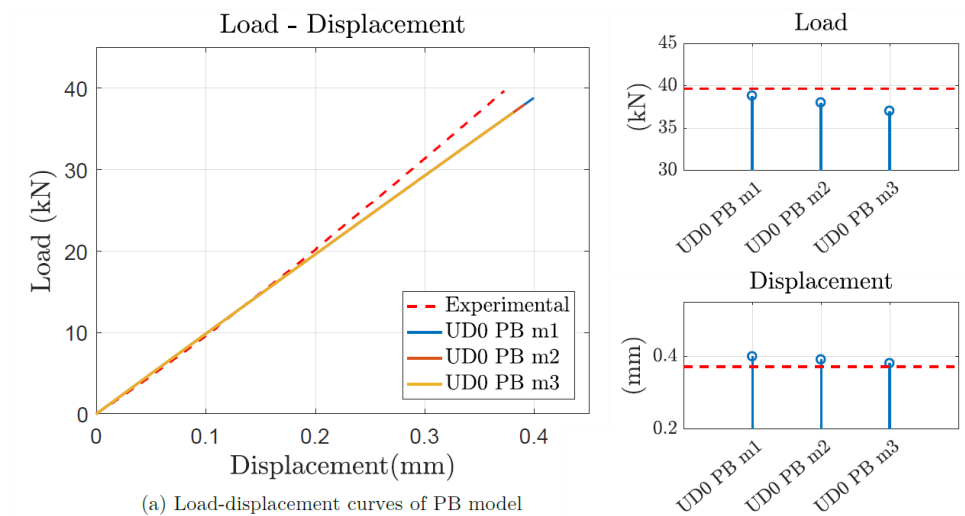 Load - Displacement
Load (kN)
40
30
20
10
0
0 0.1 0.2 0.3 0.4
Displacement(mm)
Experimental
UD0 PB m1
UD0 PB m2
UD0 PB m3
(a) Load-displacement curves of PB model
Load
(kN)
45
40
35
30
UD0 PB m1
UD0 PB m2
UD0 PB m3
Displacement
(mm)
0.4
0.2
UD0 PB m1
UD0 PB m2
UD0 PB m3